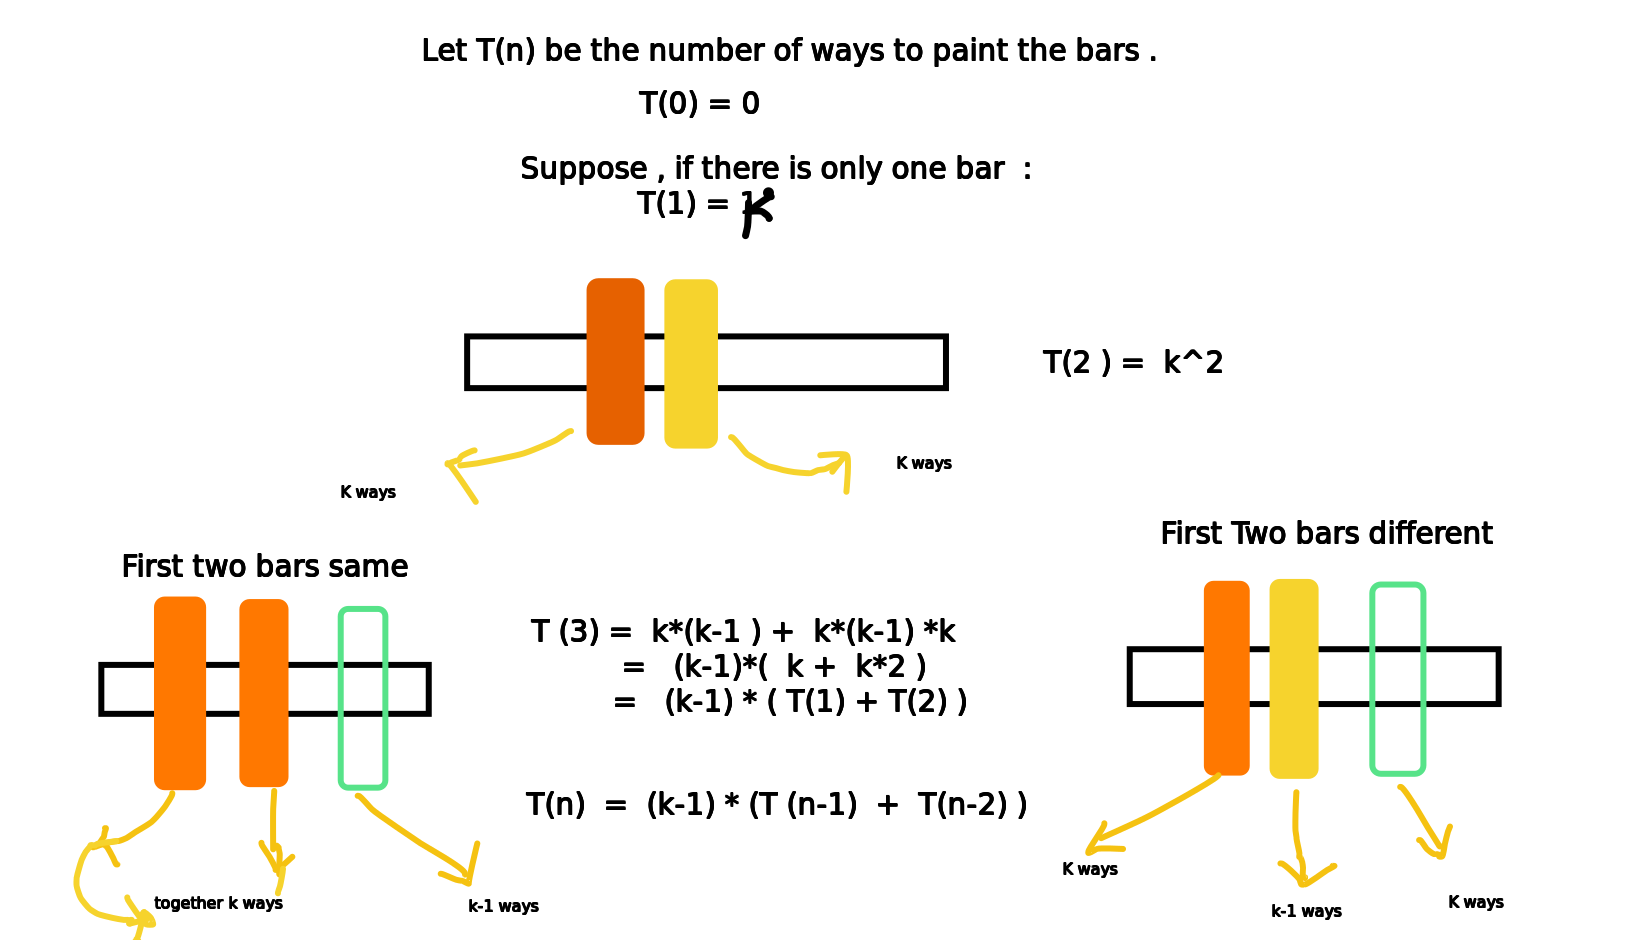 Let T(n) be the number of ways to paint the bars .
T(0) = 0
Suppose , if there is only one bar  :
T(1) = k
T(2 ) =  k^2
K ways
K ways
First Two bars different
First two bars same
T (3) =  k*(k-1 ) +  k*(k-1) *k
=   (k-1)*(  k +  k*2 )
=   (k-1) * ( T(1) + T(2) )
T(n)  =  (k-1) * (T (n-1)  +  T(n-2) )
together k ways
k-1 ways
K ways
k-1 ways
K ways